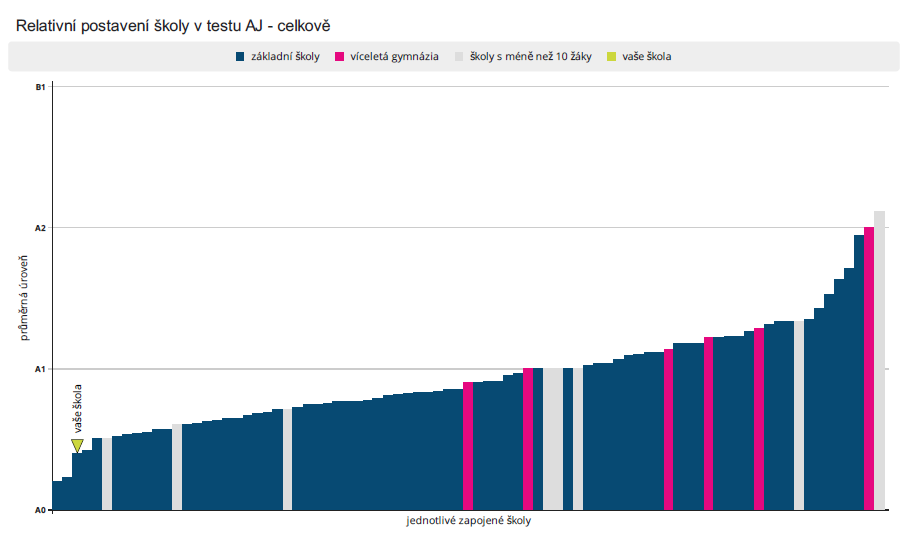 Relativní postavení školy v testu AJ - celkově
základní školy víceletá gymnázia školy s méně než 10 žáky vaše škola
B1
A2
průměrná úroveň
A1
vaše škola
A0
jednotlivé zapojené školy